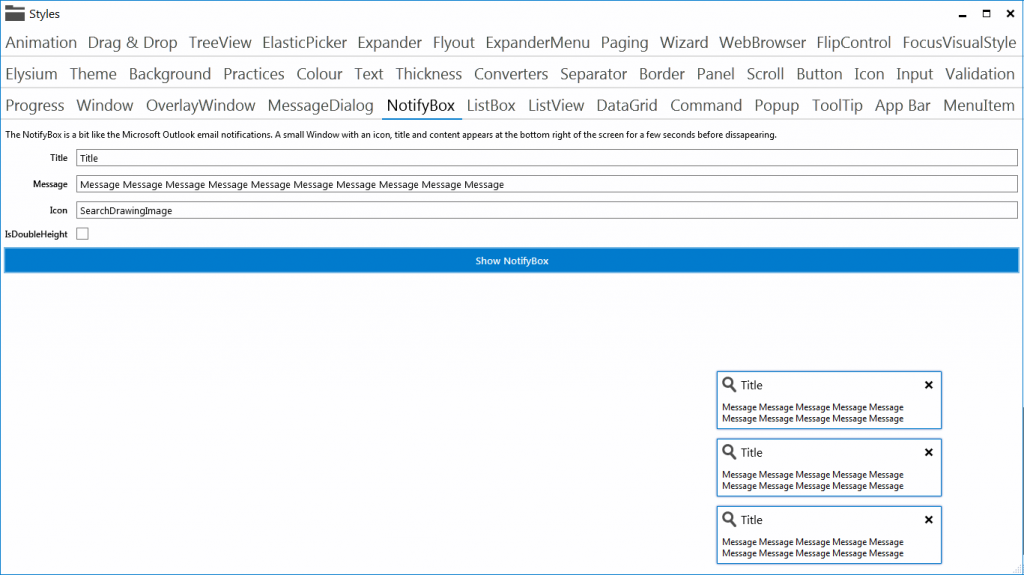 Styles
Animation Drag & Drop TreeView ElasticPicker Expander Flyout ExpanderMenu Paging Wizard WebBrowser FlipControl FocusVisualStyle
Elysium Theme Background Practices Colour Text Thickness Converters Separator Border Panel Scroll Button Icon Input Validation
Progress Window OverlayWindow MessageDialog NotifyBox ListBox ListView DataGrid Command Popup ToolTip App Bar MenuItem
The NotifyBox is a bit like the Microsoft Outlook email notifications. A small Window with an icon, title and content appears at the bottom right of the screen for a few seconds before dissapearing.
Title Title
Message Message Message Message Message Message Message Message Message Message Message
Icon SearchDrawingImage
IsDoubleHeight
Show NotifyBox
Title
Message Message Message Message Message
Message Message Message Message Message
Title
Message Message Message Message Message
Message Message Message Message Message
Title
Message Message Message Message Message
Message Message Message Message Message